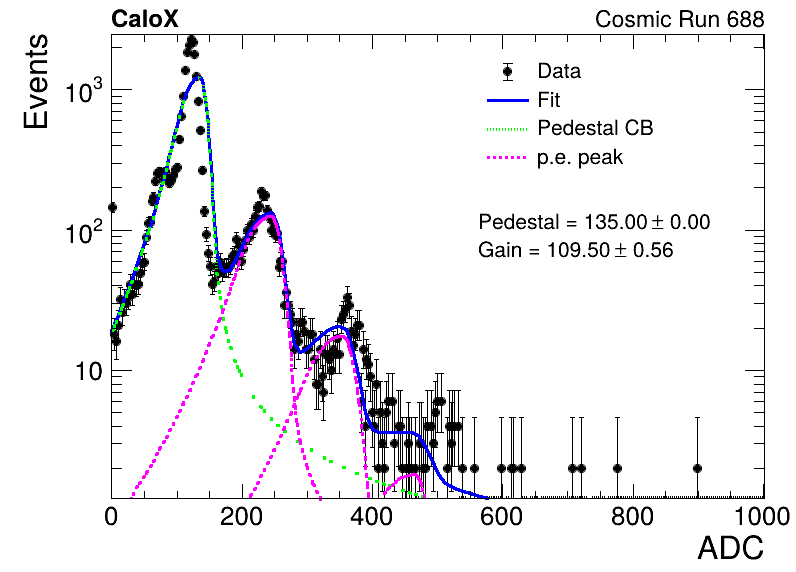 CaloX Cosmic Run 688
Events
Data
Fit
Pedestal CB
p.e. peak
Pedestal = 135.00 ± 0.00
Gain = 109.50 ± 0.56
10³
10²
10
0 200 400 600 800 1000
ADC